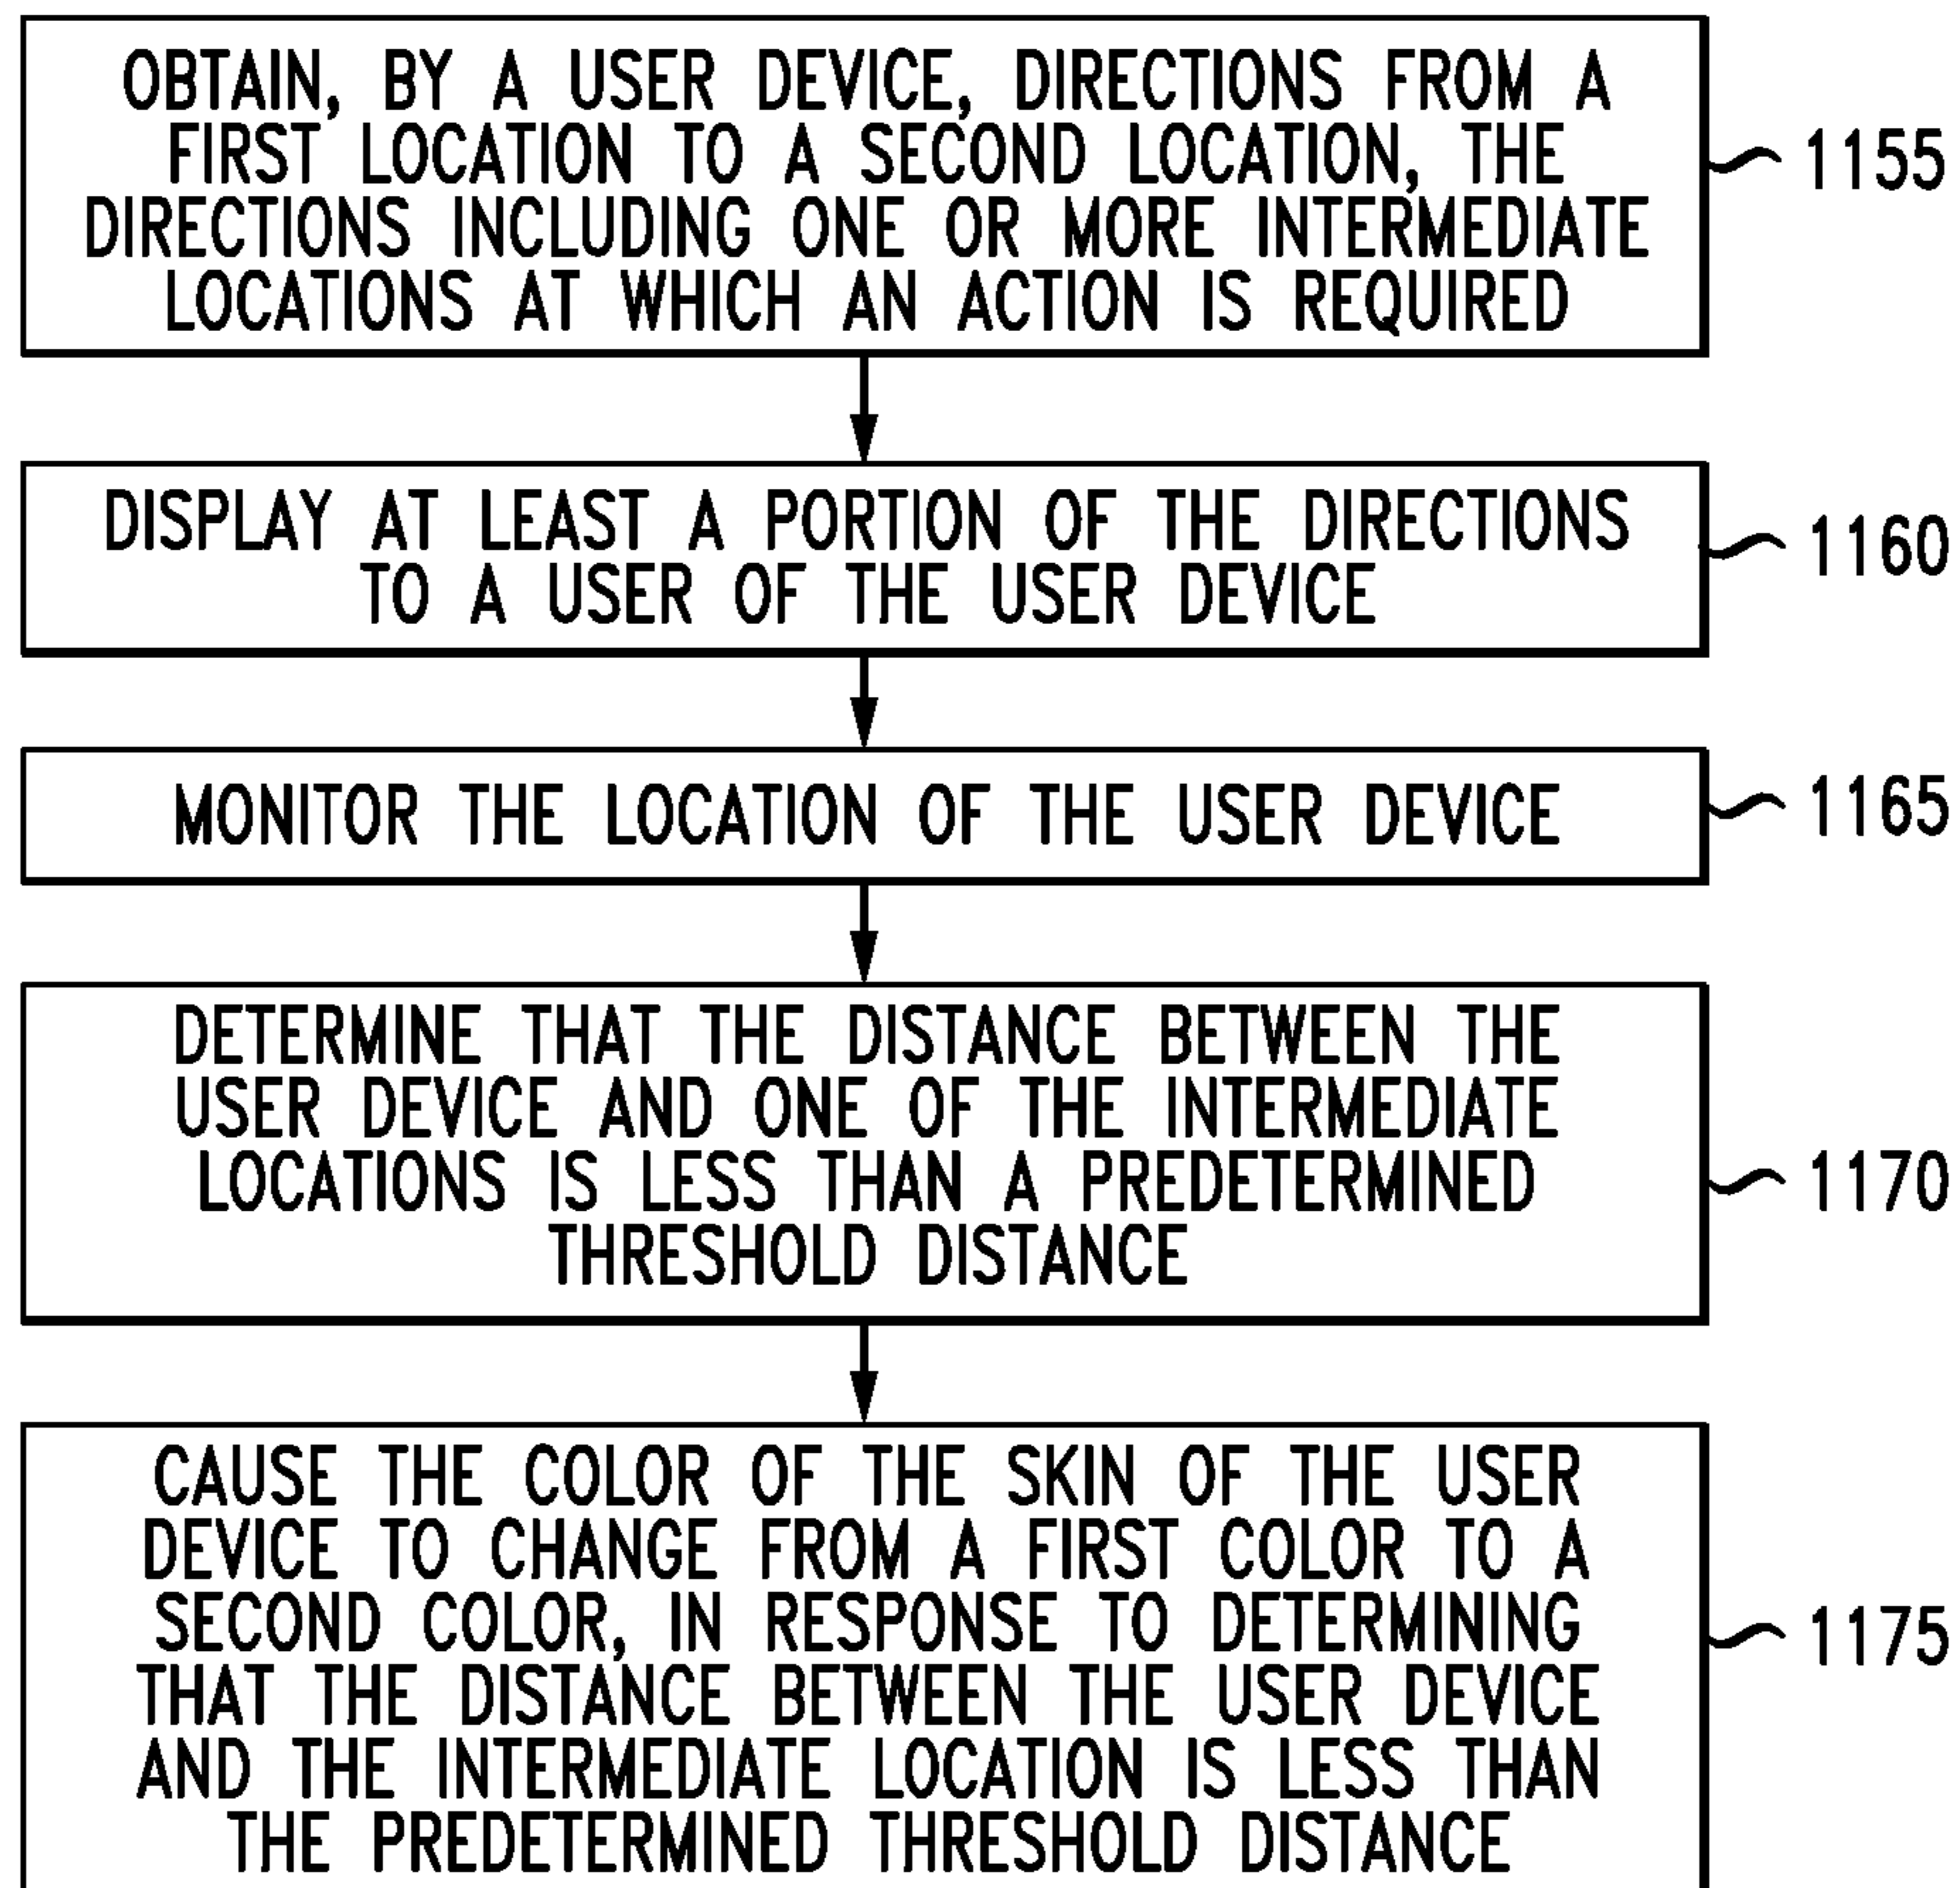 OBTAIN, BY A USER DEVICE, DIRECTIONS FROM A
FIRST LOCATION TO A SECOND LOCATION, THE
DIRECTIONS INCLUDING ONE OR MORE INTERMEDIATE
LOCATIONS AT WHICH AN ACTION IS REQUIRED
1155
DISPLAY AT LEAST A PORTION OF THE DIRECTIONS
TO A USER OF THE USER DEVICE
1160
MONITOR THE LOCATION OF THE USER DEVICE
1165
DETERMINE THAT THE DISTANCE BETWEEN THE
USER DEVICE AND ONE OF THE INTERMEDIATE
LOCATIONS IS LESS THAN A PREDETERMINED
THRESHOLD DISTANCE
1170
CAUSE THE COLOR OF THE SKIN OF THE USER
DEVICE TO CHANGE FROM A FIRST COLOR TO A
SECOND COLOR, IN RESPONSE TO DETERMINING
THAT THE DISTANCE BETWEEN THE USER DEVICE
AND THE INTERMEDIATE LOCATION IS LESS THAN
THE PREDETERMINED THRESHOLD DISTANCE
1175